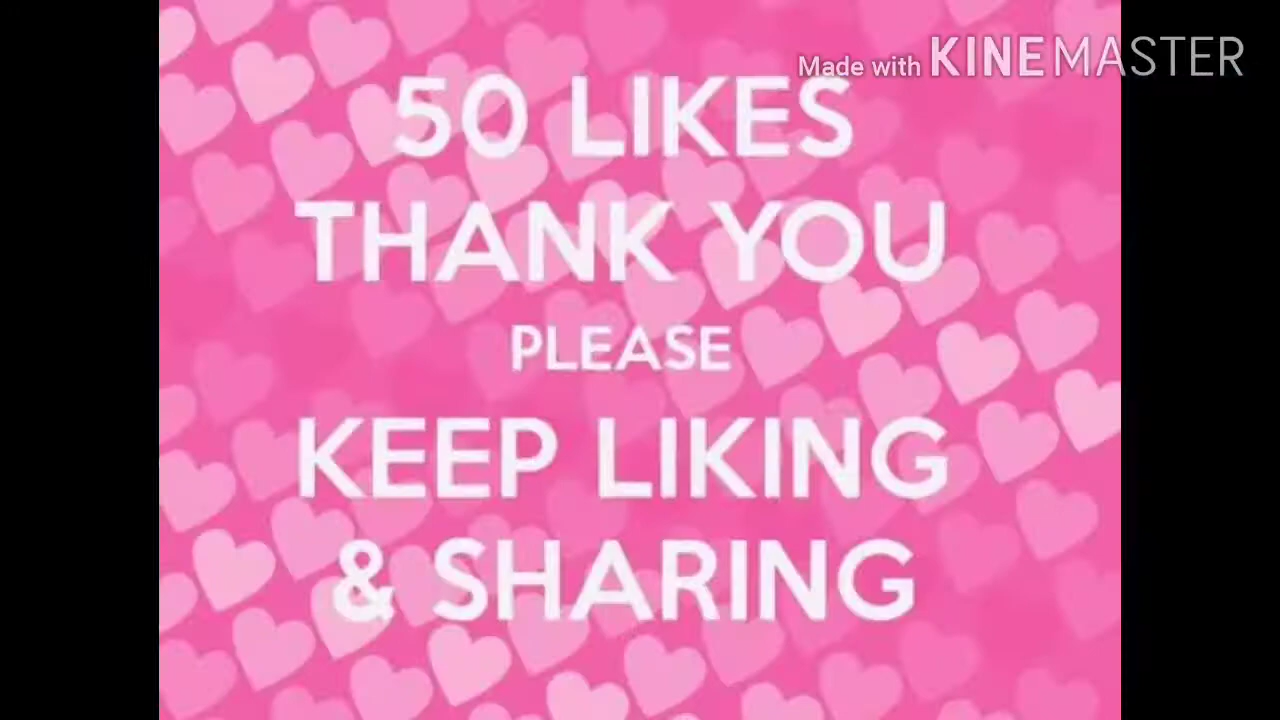 Made with KINEMASTER
50 LIKES
THANK YOU
PLEASE
KEEP LIKING
& SHARING